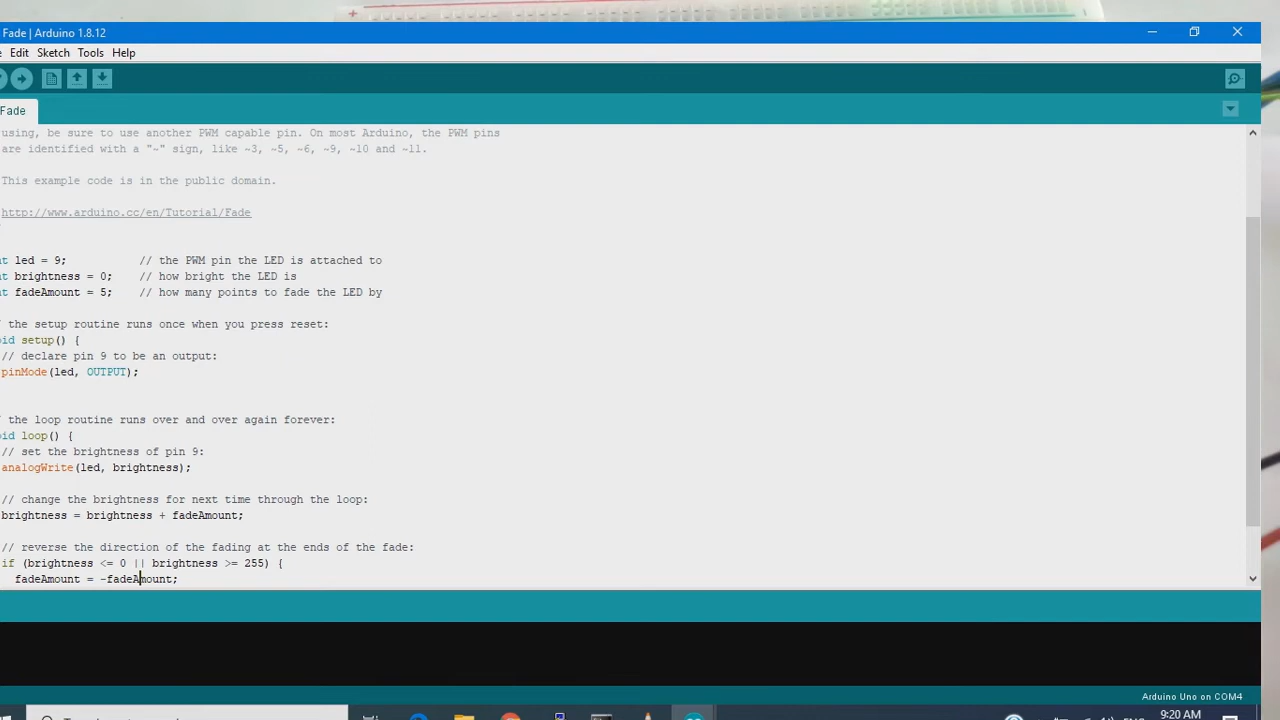 Fade | Arduino 1.8.12
Edit Sketch Tools Help
Fade
using, be sure to use another PWM capable pin. On most Arduino, the PWM pins
are identified with a "~" sign, like ~3, ~5, ~6, ~9, ~10 and ~11.
This example code is in the public domain.
http://www.arduino.cc/en/Tutorial/Fade
led = 9; // the PWM pin the LED is attached to
brightness = 0; // how bright the LED is
fadeAmount = 5; // how many points to fade the LED by
the setup routine runs once when you press reset:
setup() {
// declare pin 9 to be an output:
pinMode(led, OUTPUT);
the loop routine runs over and over again forever:
loop() {
// set the brightness of pin 9:
analogWrite(led, brightness);
// change the brightness for next time through the loop:
brightness = brightness + fadeAmount;
// reverse the direction of the fading at the ends of the fade:
if (brightness <= 0 || brightness >= 255) {
fadeAmount = -fadeAmount;
Arduino Uno on COM4
9:20 AM